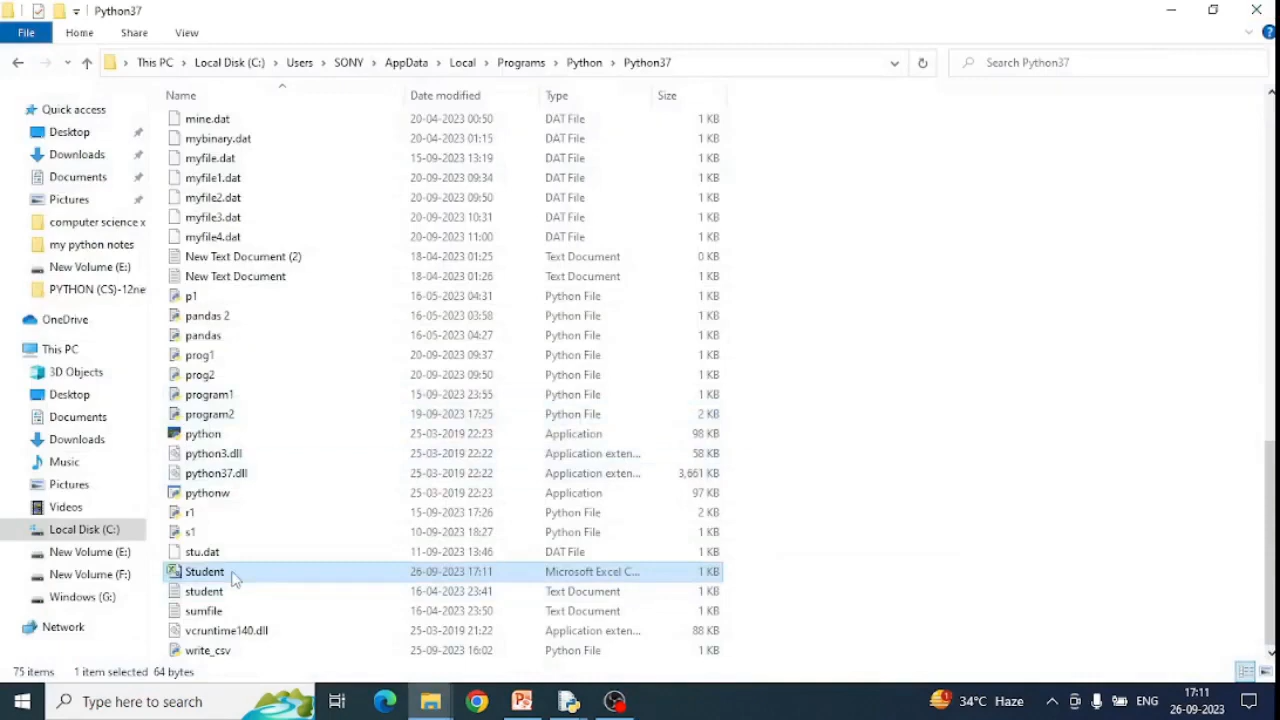 Python37
File Home Share View
This PC Local Disk (C:) Users SONY AppData Local Programs Python Python37 Search Python37
Name Date modified Type Size
Quick access
Desktop
Downloads
Documents
Pictures
computer science x
my python notes
New Volume (E:)
PYTHON (CS)-12ne
OneDrive
This PC
3D Objects
Desktop
Documents
Downloads
Music
Pictures
Videos
Local Disk (C:)
New Volume (E:)
New Volume (F:)
Windows (G:)
Network
mine.dat 20-04-2023 00:50 DAT File 1 KB
mybinary.dat 20-04-2023 01:15 DAT File 1 KB
myfile.dat 15-09-2023 13:19 DAT File 1 KB
myfile1.dat 20-09-2023 09:34 DAT File 1 KB
myfile2.dat 20-09-2023 09:50 DAT File 1 KB
myfile3.dat 20-09-2023 10:31 DAT File 1 KB
myfile4.dat 20-09-2023 11:00 DAT File 1 KB
New Text Document (2) 18-04-2023 01:25 Text Document 0 KB
New Text Document 18-04-2023 01:26 Text Document 1 KB
p1 16-05-2023 04:31 Python File 1 KB
pandas 2 16-05-2023 03:58 Python File 1 KB
pandas 16-05-2023 04:27 Python File 1 KB
prog1 20-09-2023 09:37 Python File 1 KB
prog2 20-09-2023 09:50 Python File 1 KB
program1 15-09-2023 23:55 Python File 1 KB
program2 19-09-2023 17:25 Python File 2 KB
python 25-03-2019 22:23 Application 98 KB
python3.dll 25-03-2019 22:22 Application exten... 58 KB
python37.dll 25-03-2019 22:22 Application exten... 3,661 KB
pythonw 25-03-2019 22:23 Application 97 KB
r1 15-09-2023 17:26 Python File 2 KB
s1 10-09-2023 18:27 Python File 1 KB
stu.dat 11-09-2023 13:46 DAT File 1 KB
Student 26-09-2023 17:11 Microsoft Excel C... 1 KB
student 16-04-2023 23:41 Text Document 1 KB
sumfile 16-04-2023 23:50 Text Document 1 KB
vcruntime140.dll 25-03-2019 21:22 Application exten... 88 KB
write_csv 25-09-2023 16:02 Python File 1 KB
75 items 1 item selected 64 bytes
Type here to search 34°C Haze ENG 17:11
26-09-2023